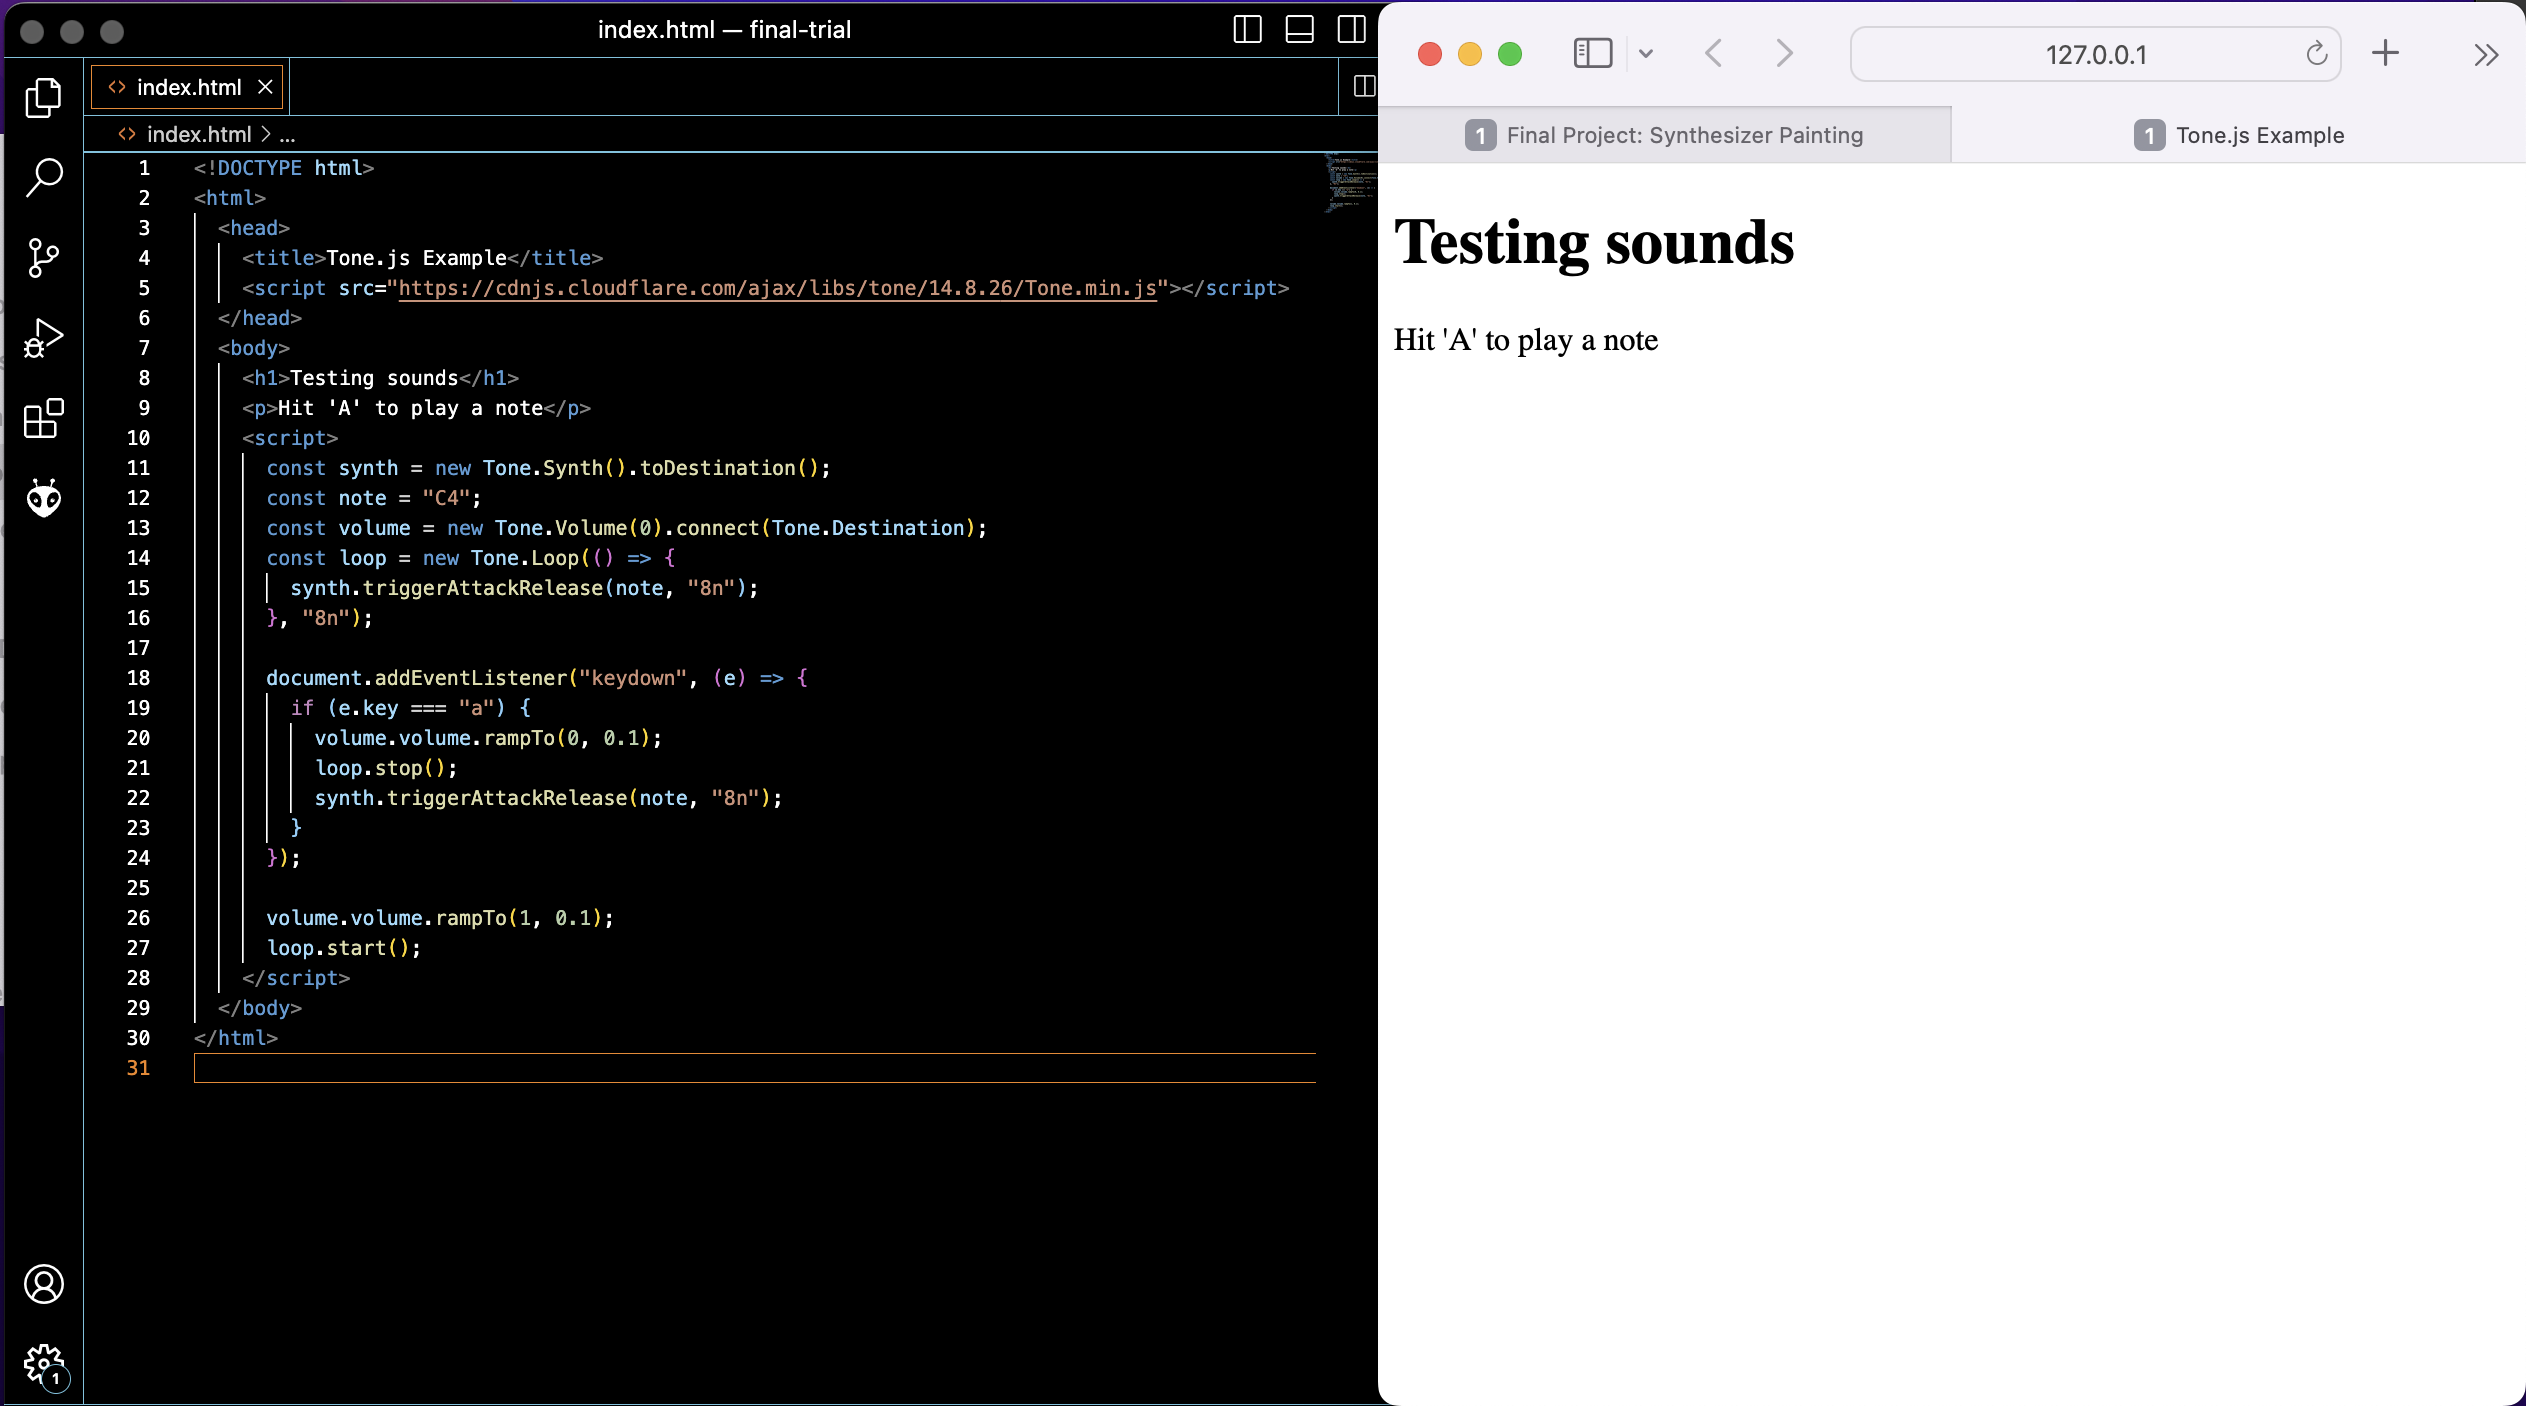 index.html — final-trial
index.html
index.html > ...
1 <!DOCTYPE html>
2 <html>
3 <head>
4 <title>Tone.js Example</title>
5 <script src="https://cdnjs.cloudflare.com/ajax/libs/tone/14.8.26/Tone.min.js"></script>
6 </head>
7 <body>
8 <h1>Testing sounds</h1>
9 <p>Hit 'A' to play a note</p>
10 <script>
11 const synth = new Tone.Synth().toDestination();
12 const note = "C4";
13 const volume = new Tone.Volume(0).connect(Tone.Destination);
14 const loop = new Tone.Loop(() => {
15 synth.triggerAttackRelease(note, "8n");
16 }, "8n");
17
18 document.addEventListener("keydown", (e) => {
19 if (e.key === "a") {
20 volume.volume.rampTo(0, 0.1);
21 loop.stop();
22 synth.triggerAttackRelease(note, "8n");
23 }
24 });
25
26 volume.volume.rampTo(1, 0.1);
27 loop.start();
28 </script>
29 </body>
30 </html>
31
1
127.0.0.1
1 Final Project: Synthesizer Painting
1 Tone.js Example
Testing sounds
Hit 'A' to play a note